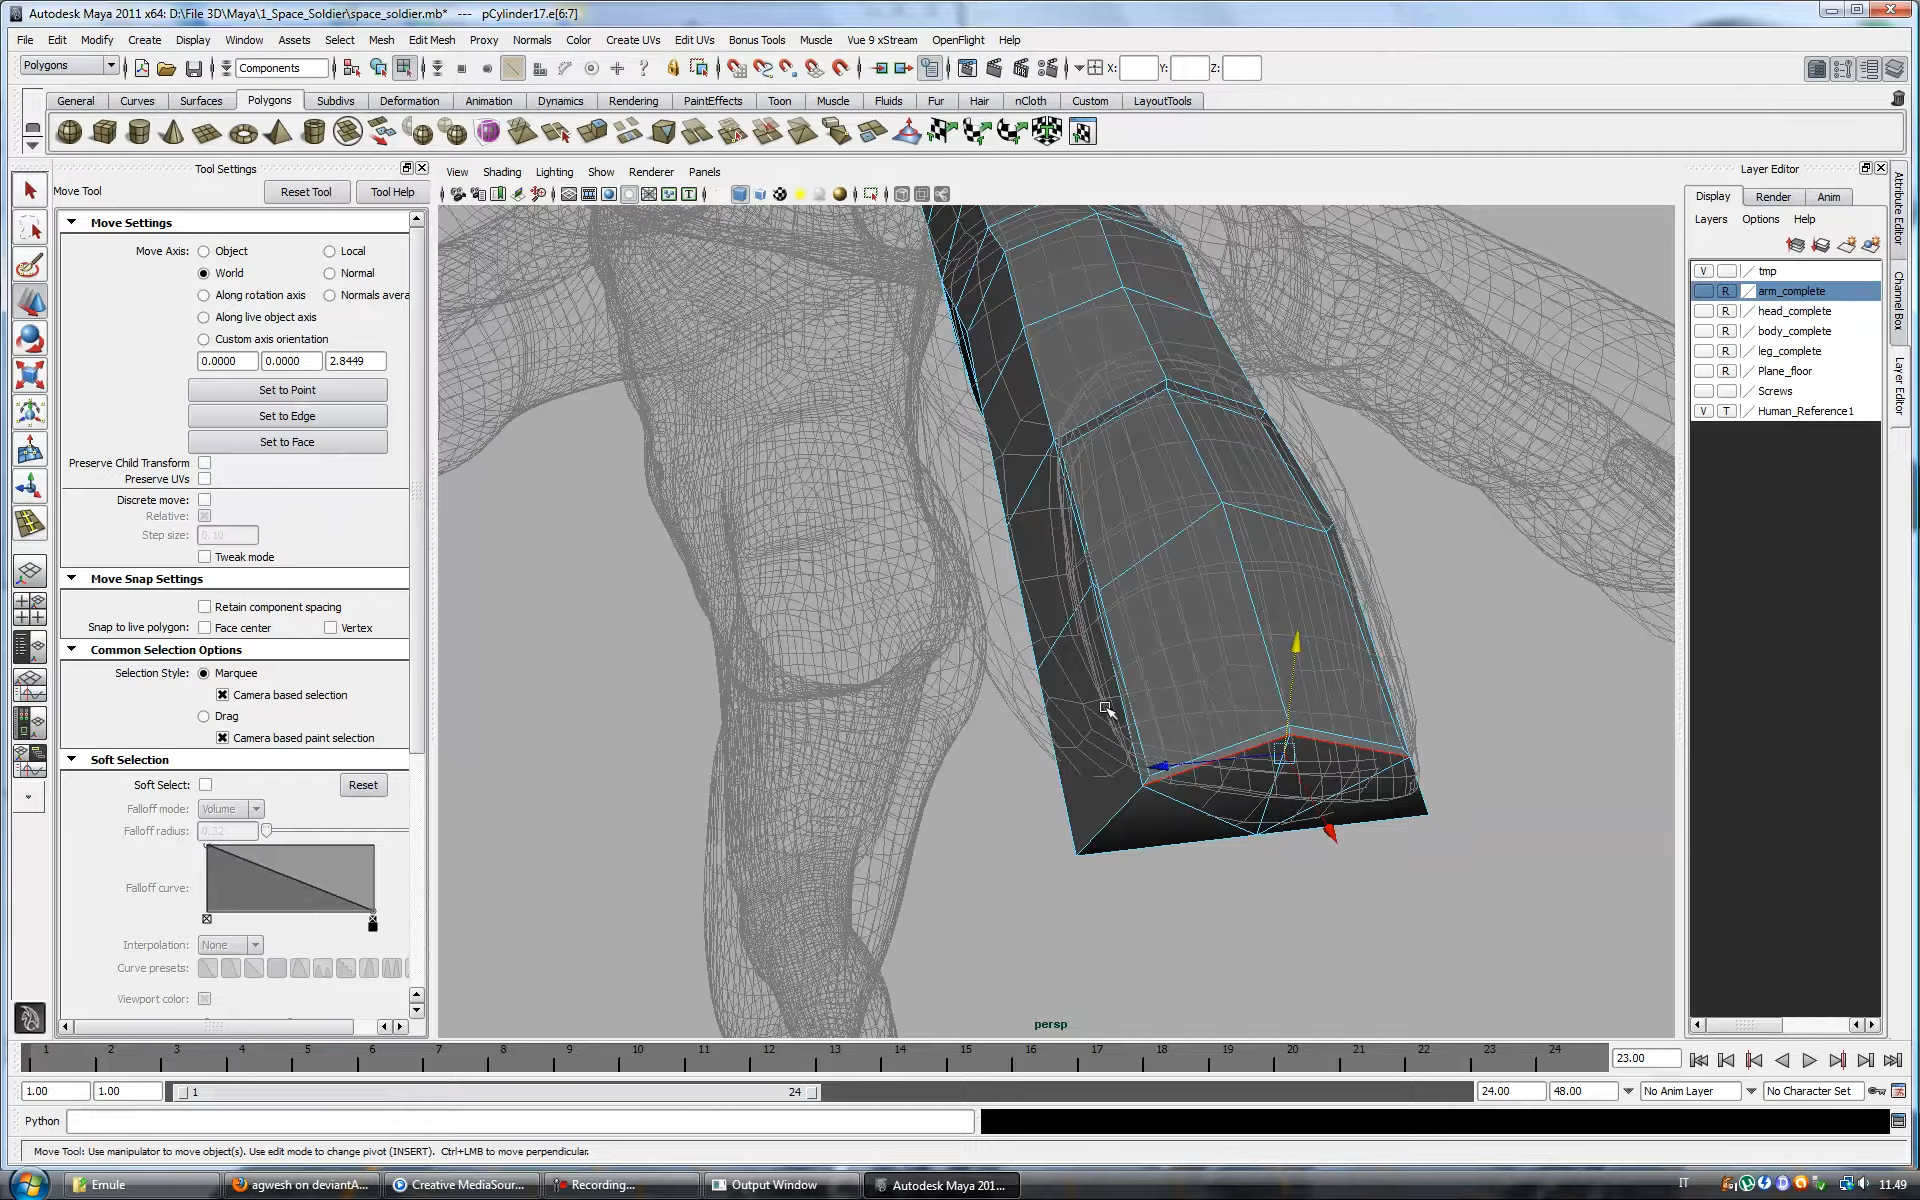 Autodesk Maya 2011 x64: D:\File 3D\Maya\1_Space_Soldier\space_soldier.mb* --- pCylinder17.e[6:7]
File Edit Modify Create Display Window Assets Select Mesh Edit Mesh Proxy Normals Color Create UVs Edit UVs Bonus Tools Muscle Vue 9 xStream OpenFlight Help
Polygons Components X: Y: Z:
General Curves Surfaces Polygons Subdivs Deformation Animation Dynamics Rendering PaintEffects Toon Muscle Fluids Fur Hair nCloth Custom LayoutTools
Tool Settings
Move Tool Reset Tool Tool Help
Move Settings
Move Axis: Object Local
World Normal
Along rotation axis Normals avera
Along live object axis
Custom axis orientation
0.0000 0.0000 2.8449
Set to Point
Set to Edge
Set to Face
Preserve Child Transform
Preserve UVs
Discrete move:
Relative:
Step size: 0.10
Tweak mode
Move Snap Settings
Retain component spacing
Snap to live polygon: Face center Vertex
Common Selection Options
Selection Style: Marquee
Camera based selection
Drag
Camera based paint selection
Soft Selection
Soft Select: Reset
Falloff mode: Volume
Falloff radius: 0.32
Falloff curve:
Interpolation: None
Curve presets:
Viewport color:
View Shading Lighting Show Renderer Panels
persp
Layer Editor
Display Render Anim
Layers Options Help
V tmp
R arm_complete
R head_complete
R body_complete
R leg_complete
R Plane_floor
Screws
V T Human_Reference1
Attribute Editor
Channel Box
Layer Editor
1 2 3 4 5 6 7 8 9 10 11 12 13 14 15 16 17 18 19 20 21 22 23 24 23.00
1.00 1.00 1 24 24.00 48.00 No Anim Layer No Character Set
Python
Move Tool: Use manipulator to move object(s). Use edit mode to change pivot (INSERT). Ctrl+LMB to move perpendicular.
Emule agwesh on deviantA... Creative MediaSour... Recording... Output Window Autodesk Maya 201... IT 11.49